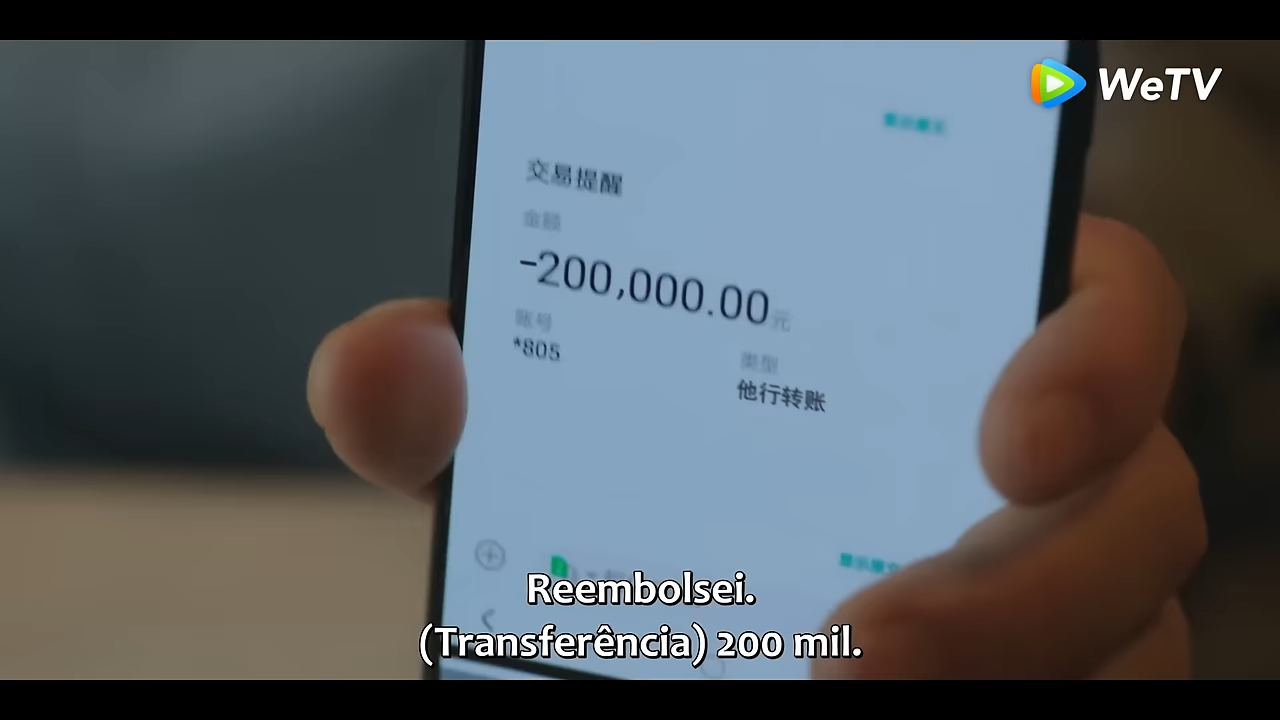 WeTV
交易提醒
金额
-200,000.00元
账号
*805
类型
他行转账
Reembolsei.
(Transferência) 200 mil.